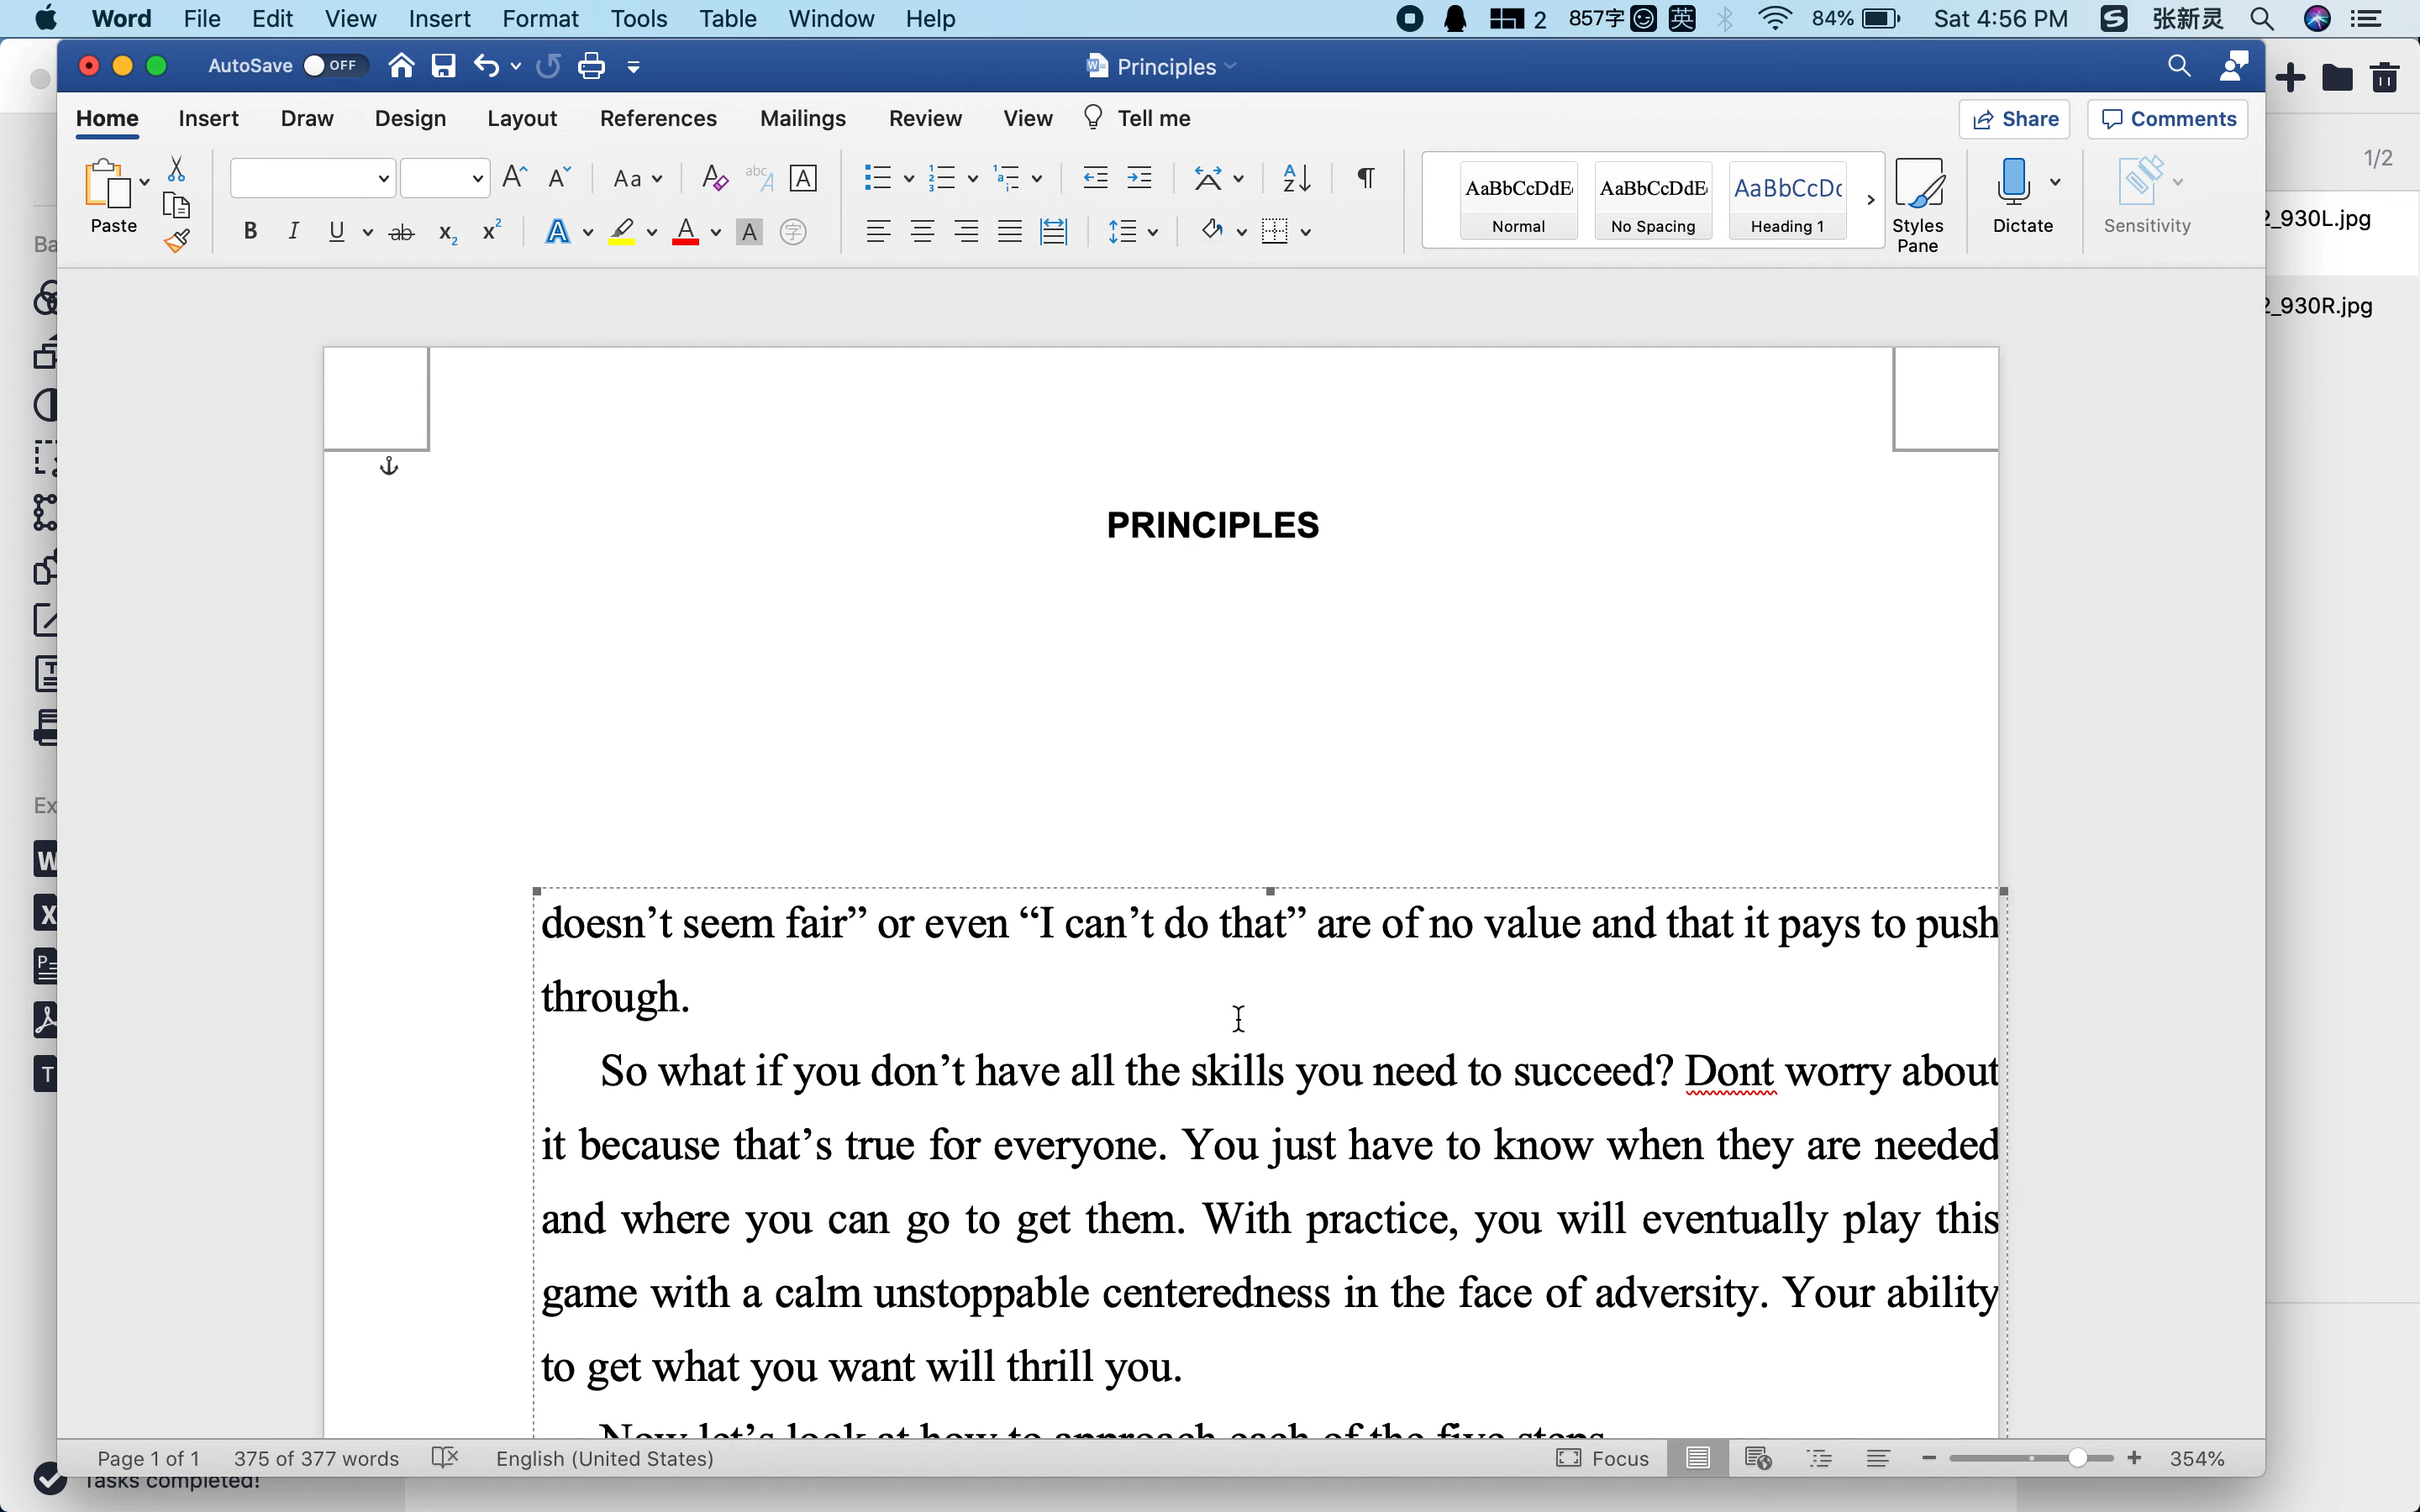 Word File Edit View Insert Format Tools Table Window Help 2 857字 英 84% Sat 4:56 PM S 张新灵
AutoSave OFF Principles
Home Insert Draw Design Layout References Mailings Review View Tell me Share Comments
1/2
Paste Aa abc A AaBbCcDdE AaBbCcDdE AaBbCcDc
Normal No Spacing Heading 1 Styles Pane Dictate Sensitivity
B I U ab x2 x2 A A A 字
2_930L.jpg
2_930R.jpg
PRINCIPLES
doesn’t seem fair” or even “I can’t do that” are of no value and that it pays to push
through.
So what if you don’t have all the skills you need to succeed? Dont worry about
it because that’s true for everyone. You just have to know when they are needed
and where you can go to get them. With practice, you will eventually play this
game with a calm unstoppable centeredness in the face of adversity. Your ability
to get what you want will thrill you.
Now let’s look at how to approach each of the five steps
Page 1 of 1 375 of 377 words English (United States) Focus 354%
Tasks completed!